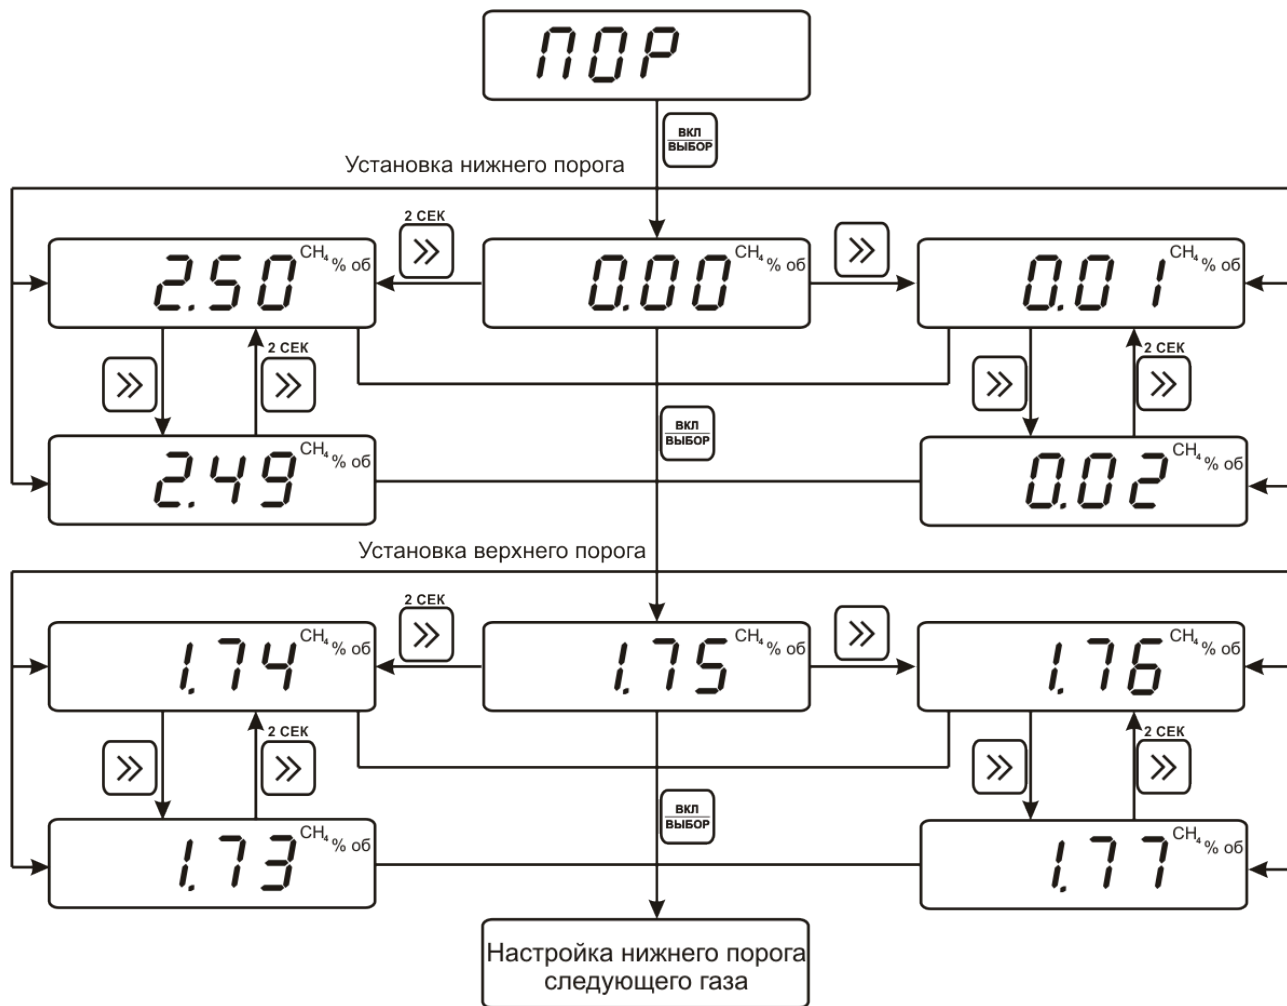 ПОР
ВКЛ
ВЫБОР
Установка нижнего порога
2 СЕК
2.50 CH₄ % об
0.00 CH₄ % об
0.01 CH₄ % об
2 СЕК
2 СЕК
ВКЛ
ВЫБОР
2.49 CH₄ % об
0.02 CH₄ % об
Установка верхнего порога
2 СЕК
1.74 CH₄ % об
1.75 CH₄ % об
1.76 CH₄ % об
2 СЕК
2 СЕК
ВКЛ
ВЫБОР
1.73 CH₄ % об
1.77 CH₄ % об
Настройка нижнего порога
следующего газа